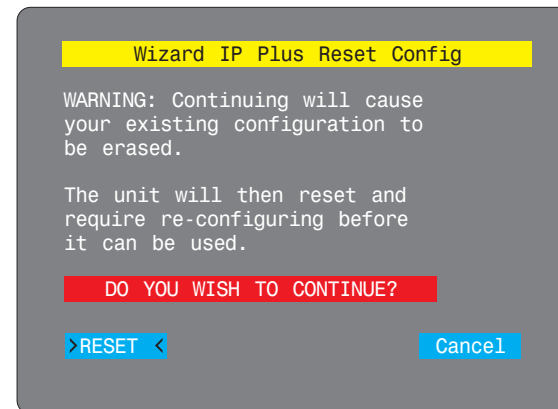 Wizard IP Plus Reset Config
WARNING: Continuing will cause
your existing configuration to
be erased.
The unit will then reset and
require re-configuring before
it can be used.
DO YOU WISH TO CONTINUE?
>RESET < Cancel